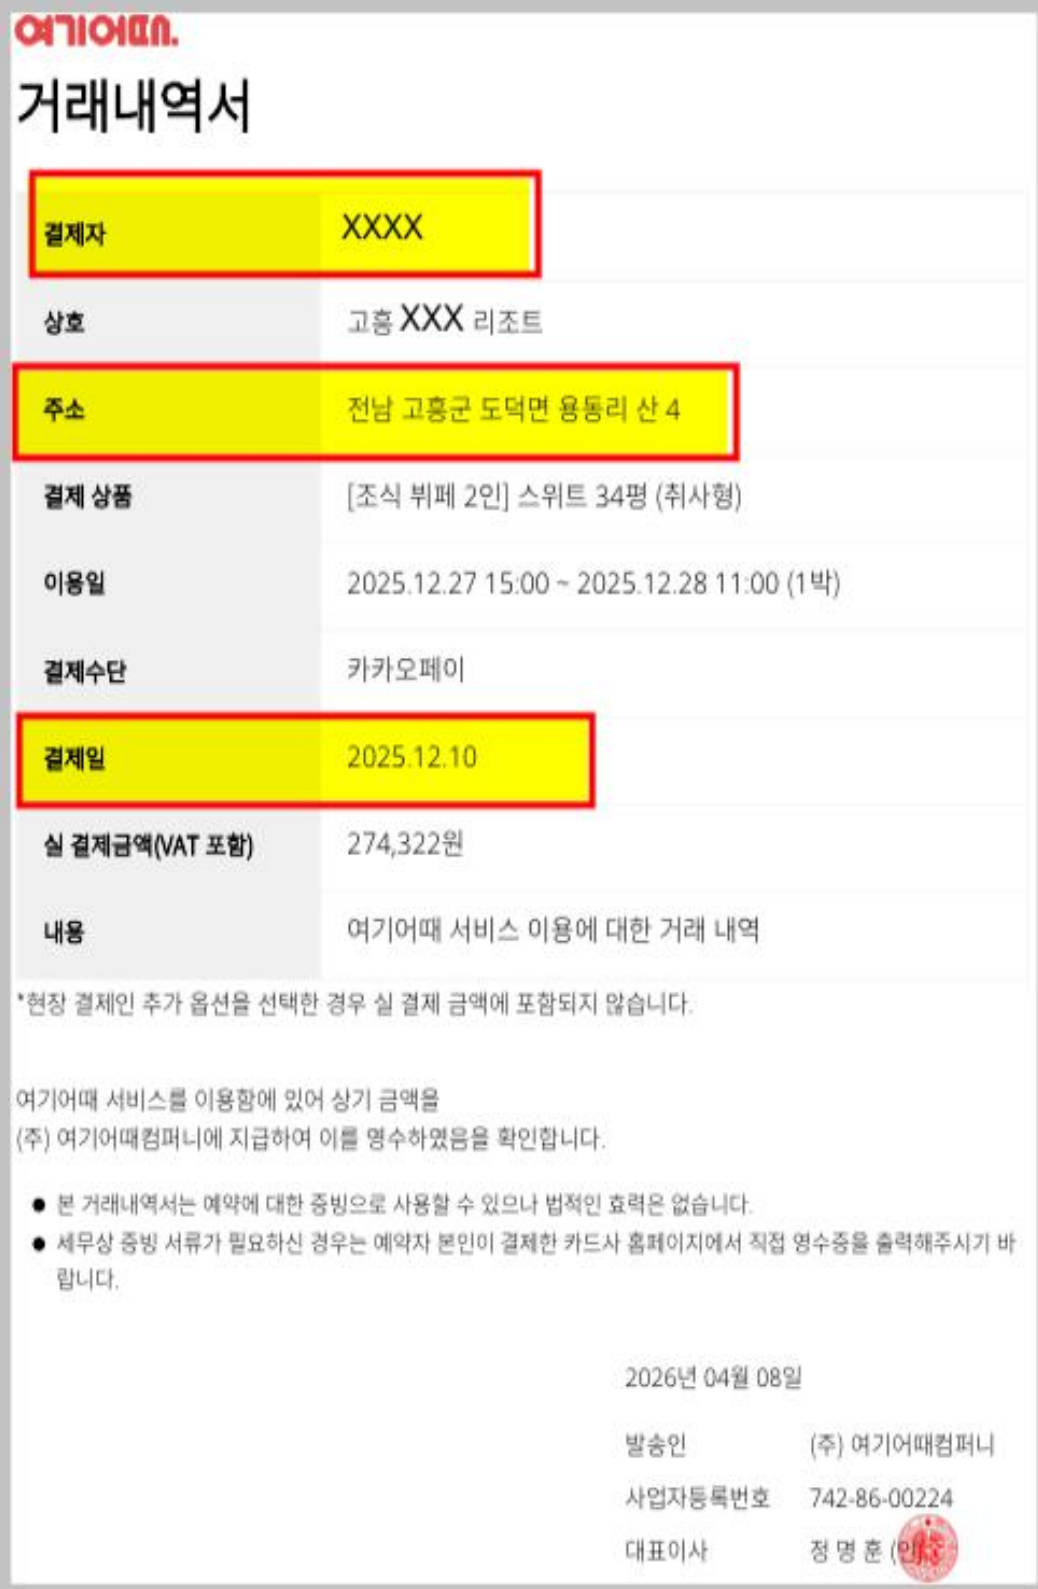 여기어때.
거래내역서
결제자 XXXX
상호 고흥 XXX 리조트
주소 전남 고흥군 도덕면 용동리 산 4
결제 상품 [조식 뷔페 2인] 스위트 34평 (취사형)
이용일 2025.12.27 15:00 ~ 2025.12.28 11:00 (1박)
결제수단 카카오페이
결제일 2025.12.10
실 결제금액(VAT 포함) 274,322원
내용 여기어때 서비스 이용에 대한 거래 내역
*현장 결제인 추가 옵션을 선택한 경우 실 결제 금액에 포함되지 않습니다.
여기어때 서비스를 이용함에 있어 상기 금액을
(주) 여기어때컴퍼니에 지급하여 이를 영수하였음을 확인합니다.
● 본 거래내역서는 예약에 대한 증빙으로 사용할 수 있으나 법적인 효력은 없습니다.
● 세무상 증빙 서류가 필요하신 경우는 예약자 본인이 결제한 카드사 홈페이지에서 직접 영수증을 출력해주시기 바
랍니다.
2026년 04월 08일
발송인 (주) 여기어때컴퍼니
사업자등록번호 742-86-00224
대표이사 정 명 훈 (인